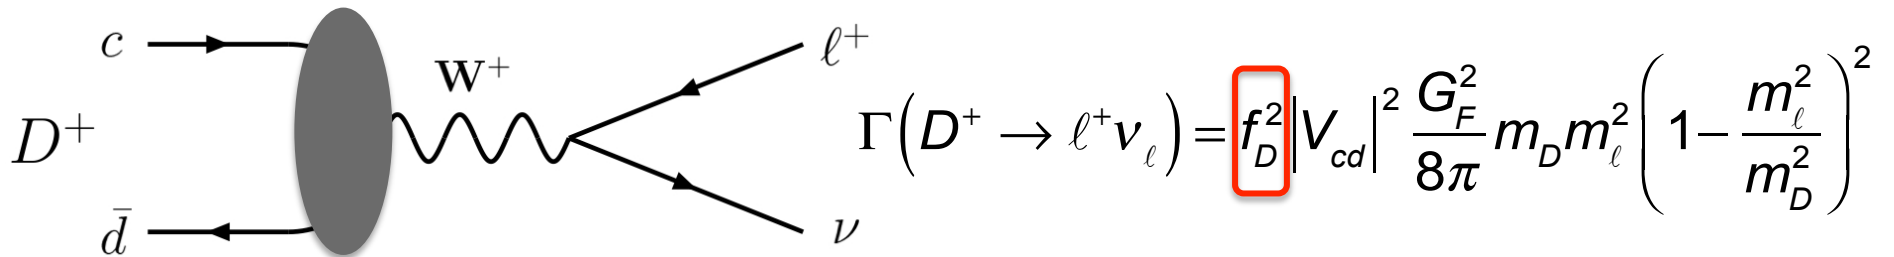 c
W⁺
ℓ⁺
D⁺
Γ(D⁺ → ℓ⁺ν_ℓ) = f_D²|V_cd|² G_F²/8π m_D m_ℓ² (1− m_ℓ²/m_D²)²
d̄
ν